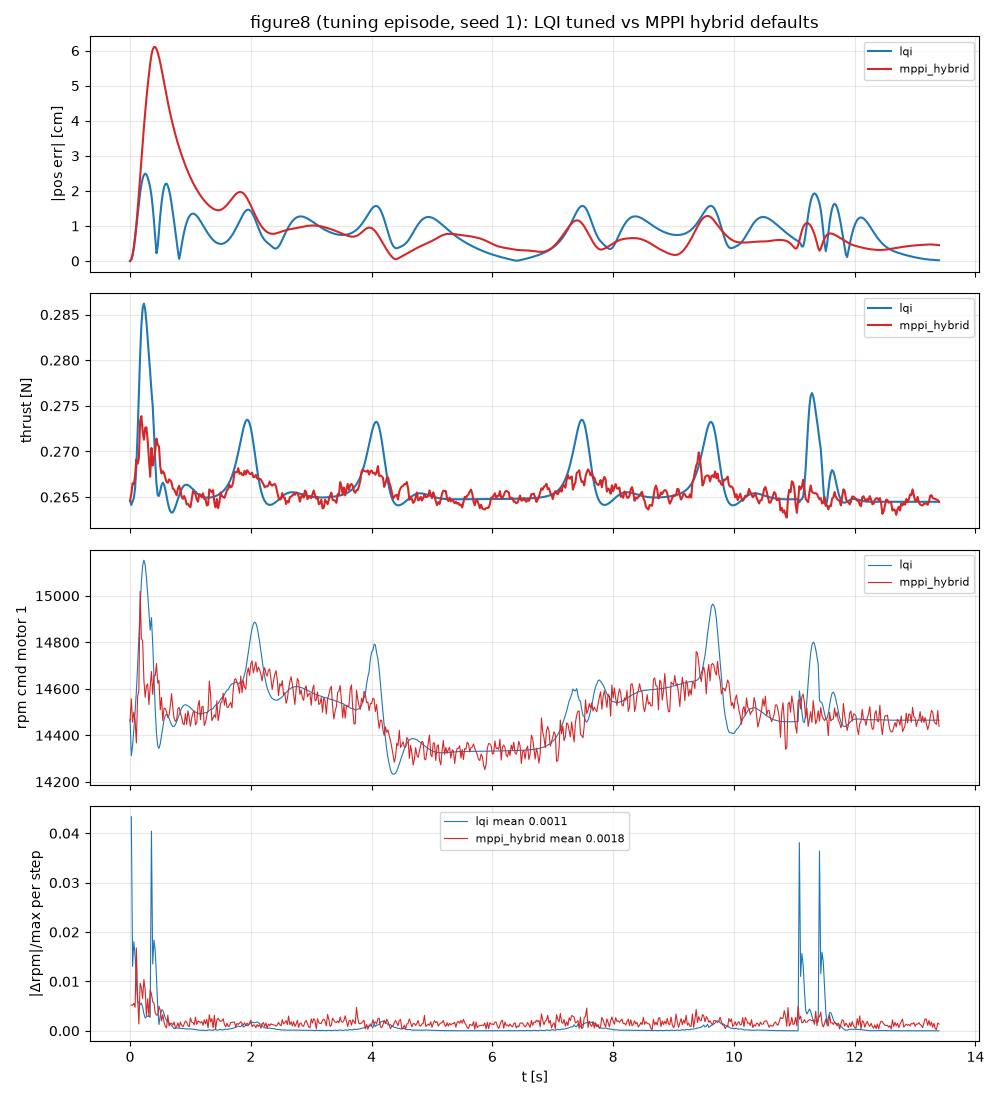 figure8 (tuning episode, seed 1): LQI tuned vs MPPI hybrid defaults
|pos err| [cm]
6
5
4
3
2
1
0
lqi
mppi_hybrid
thrust [N]
0.285
0.280
0.275
0.270
0.265
lqi
mppi_hybrid
rpm cmd motor 1
15000
14800
14600
14400
14200
lqi
mppi_hybrid
|Δrpm|/max per step
0.04
0.03
0.02
0.01
0.00
lqi mean 0.0011
mppi_hybrid mean 0.0018
0 2 4 6 8 10 12 14
t [s]